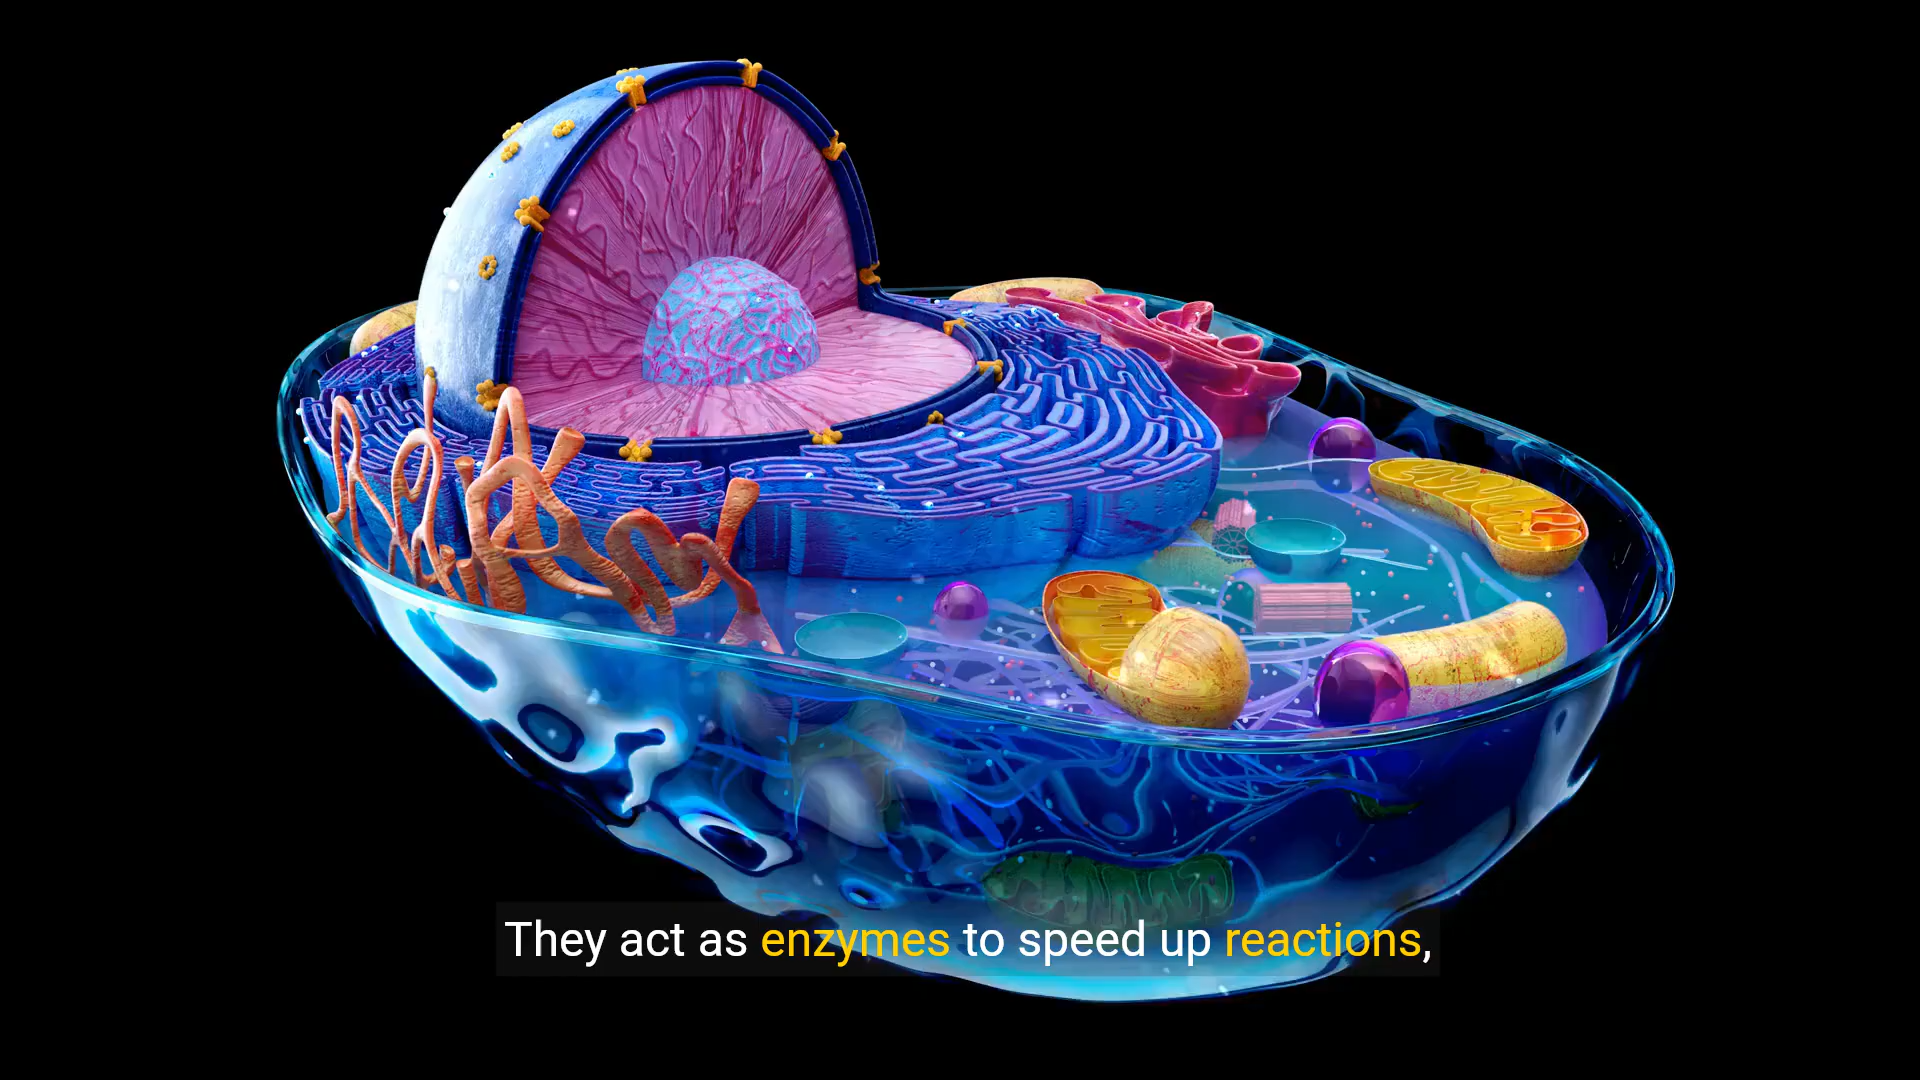 They act as enzymes to speed up reactions,